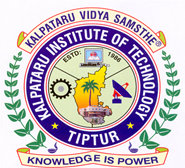 KALPATARU VIDYA SAMSTHE®
KALPATARU INSTITUTE OF TECHNOLOGY
ESTD: 1986
TIPTUR
KNOWLEDGE IS POWER